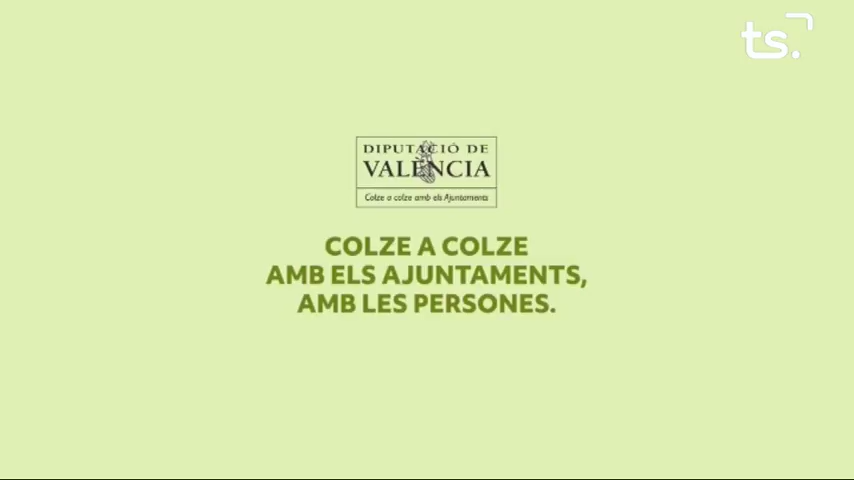 ts.
DIPUTACIÓ DE
VALÈNCIA
Colze a colze amb els Ajuntaments
COLZE A COLZE
AMB ELS AJUNTAMENTS,
AMB LES PERSONES.